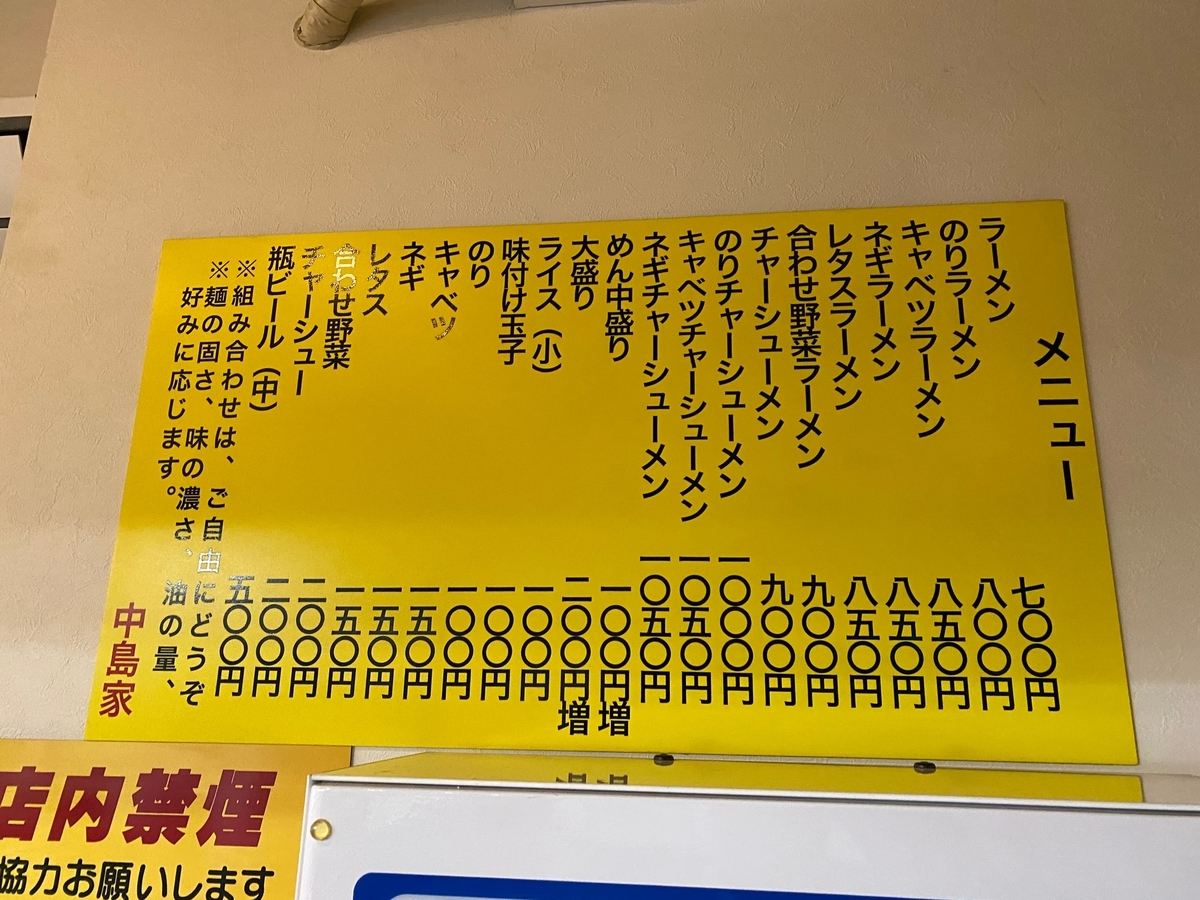 メニュー
ラーメン 七〇〇円
のりラーメン 八〇〇円
キャベツラーメン 八五〇円
ネギラーメン 八五〇円
レタスラーメン 八五〇円
合わせ野菜ラーメン 九〇〇円
チャーシューメン 九〇〇円
のりチャーシューメン 一〇〇〇円
キャベツチャーシューメン 一〇五〇円
ネギチャーシューメン 一〇五〇円
めん中盛り 一〇〇円増
大盛り 二〇〇円増
ライス（小） 一〇〇円
味付け玉子 一〇〇円
のり 一〇〇円
キャベツ 一五〇円
ネギ 一五〇円
レタス 一五〇円
合わせ野菜 二〇〇円
チャーシュー 二〇〇円
瓶ビール（中） 五〇〇円
※組み合わせは、ご自由にどうぞ
※麺の固さ、味の濃さ、油の量、
好みに応じます。
中島家
店内禁煙
協力お願いします